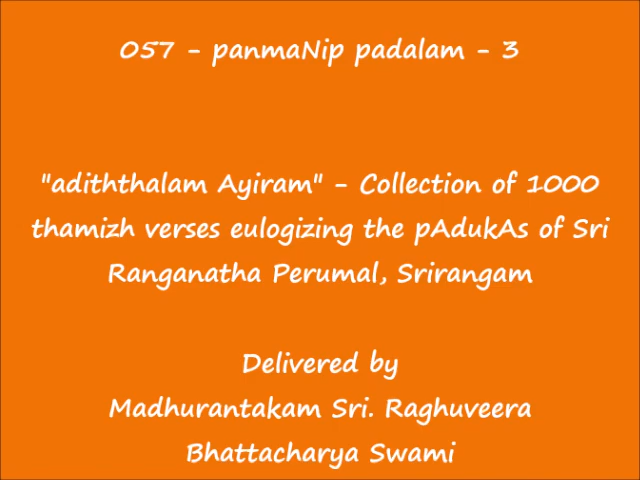 057 - panmaNip padalam - 3
"adiththalam Ayiram" - Collection of 1000
thamizh verses eulogizing the pAdukAs of Sri
Ranganatha Perumal, Srirangam
Delivered by
Madhurantakam Sri. Raghuveera
Bhattacharya Swami